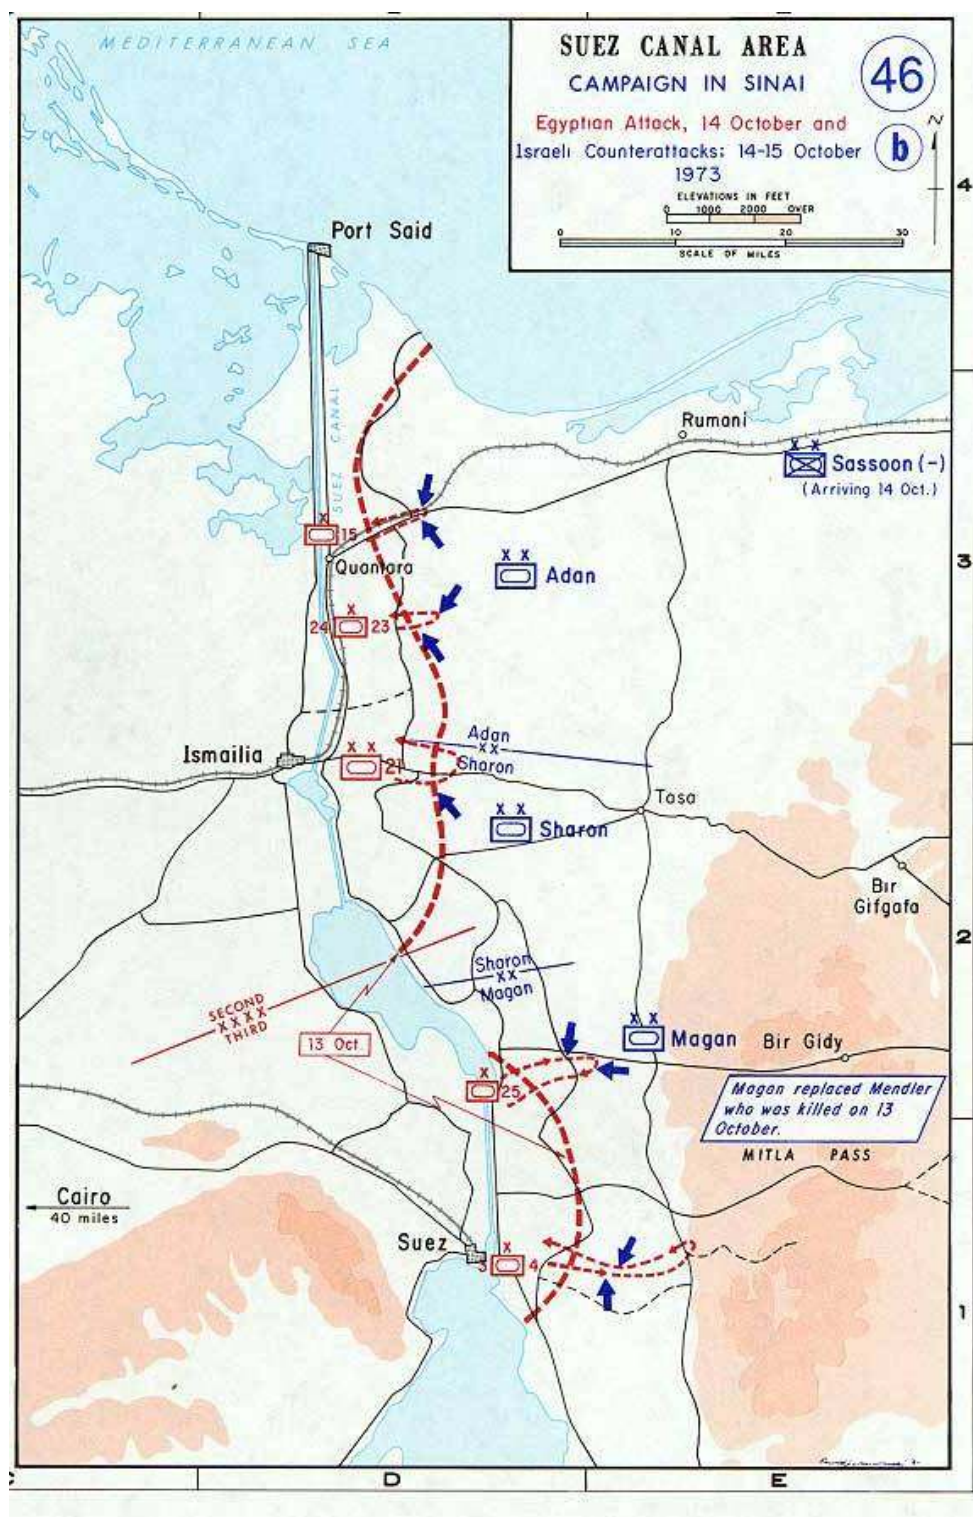 MEDITERRANEAN SEA
SUEZ CANAL AREA
CAMPAIGN IN SINAI
46
Egyptian Attack, 14 October and
Israeli Counterattacks: 14-15 October
1973
b
N
ELEVATIONS IN FEET
0 1000 2000 OVER
0 10 20 30
SCALE OF MILES
4
Port Said
SUEZ CANAL
Rumani
X X
Sassoon (-)
(Arriving 14 Oct.)
X
15
Quantara
3
X X
Adan
X
24 23
Adan
XX
Sharon
Ismailia
X X
21
Tasa
X X
Sharon
Bir
Gifgafa
2
Sharon
XX
Magan
SECOND
XXXX
THIRD
13 Oct.
X X
Magan
Bir Gidy
X
25
Magan replaced Mendler
who was killed on 13
October.
MITLA PASS
Cairo
40 miles
Suez
X
3 4
1
D
E